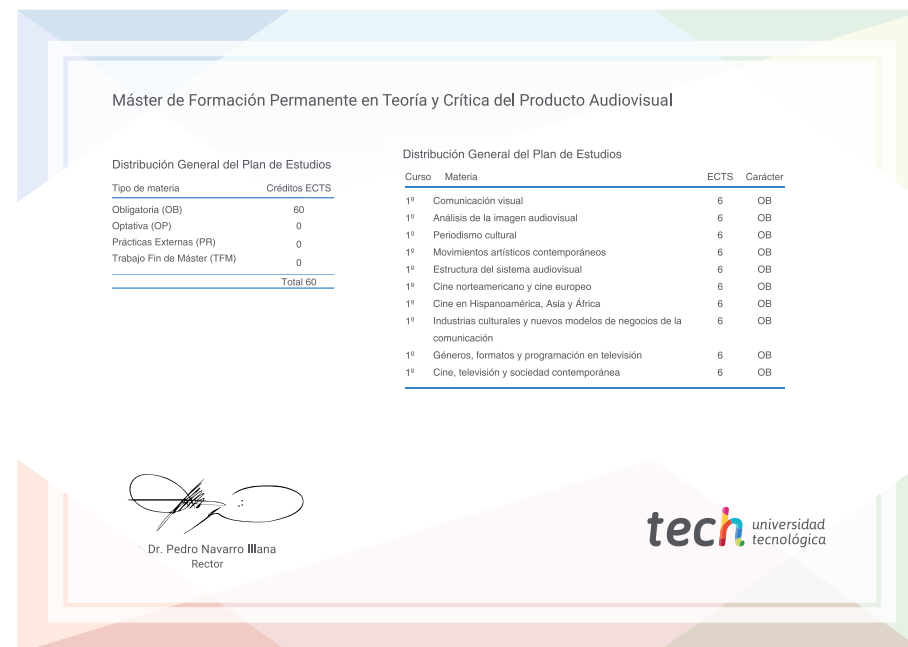 Máster de Formación Permanente en Teoría y Crítica del Producto Audiovisual
Distribución General del Plan de Estudios
Tipo de materia Créditos ECTS
Obligatoria (OB) 60
Optativa (OP) 0
Prácticas Externas (PR) 0
Trabajo Fin de Máster (TFM) 0
Total 60
Distribución General del Plan de Estudios
Curso Materia ECTS Carácter
1º Comunicación visual 6 OB
1º Análisis de la imagen audiovisual 6 OB
1º Periodismo cultural 6 OB
1º Movimientos artísticos contemporáneos 6 OB
1º Estructura del sistema audiovisual 6 OB
1º Cine norteamericano y cine europeo 6 OB
1º Cine en Hispanoamérica, Asia y África 6 OB
1º Industrias culturales y nuevos modelos de negocios de la 6 OB
comunicación
1º Géneros, formatos y programación en televisión 6 OB
1º Cine, televisión y sociedad contemporánea 6 OB
Dr. Pedro Navarro Illana
Rector
tech universidad
tecnológica